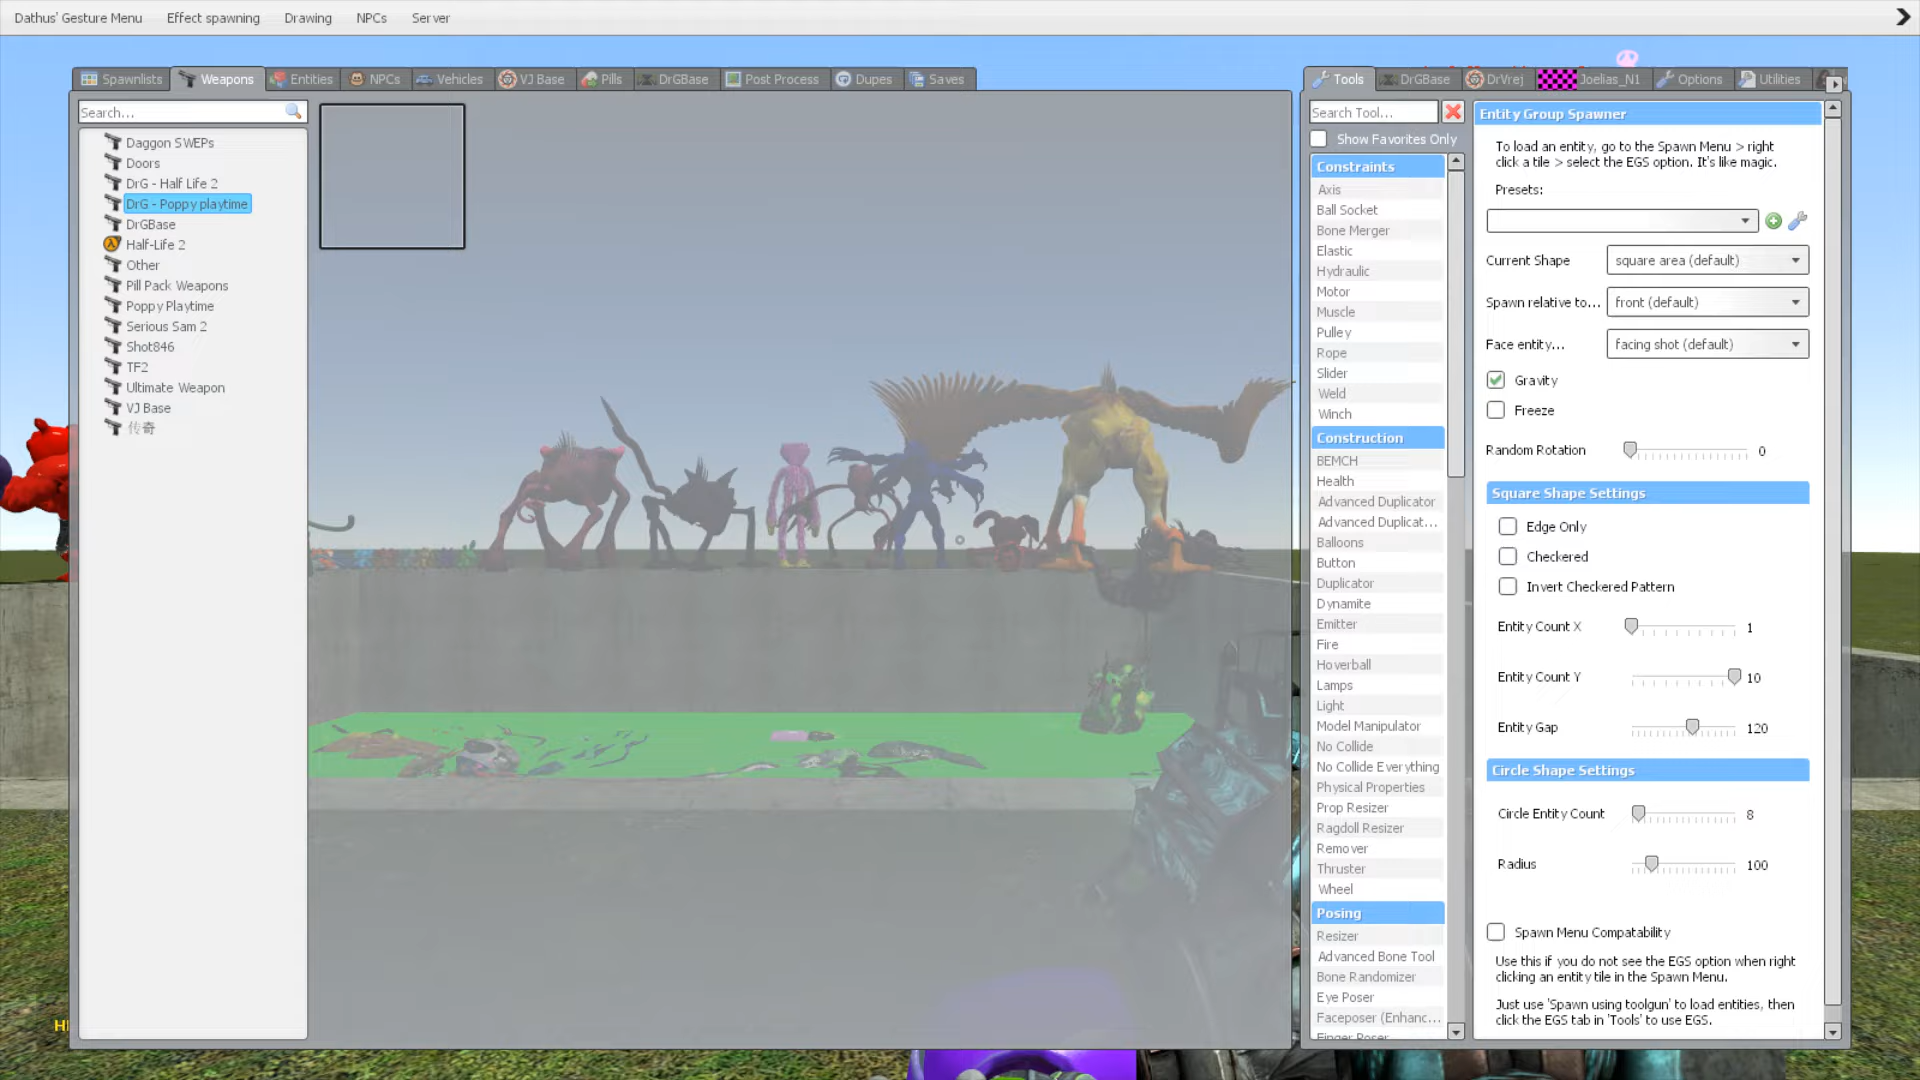 Dathus' Gesture Menu Effect spawning Drawing NPCs Server
Spawnlists Weapons Entities NPCs Vehicles VJ Base Pills DrGBase Post Process Dupes Saves
Search...
Daggon SWEPs
Doors
DrG - Half Life 2
DrG - Poppy playtime
DrGBase
Half-Life 2
Other
Pill Pack Weapons
Poppy Playtime
Serious Sam 2
Shot846
TF2
Ultimate Weapon
VJ Base
传奇
Tools DrGBase DrVrej Joelias_N1 Options Utilities
Search Tool...
Show Favorites Only
Constraints
Axis
Ball Socket
Bone Merger
Elastic
Hydraulic
Motor
Muscle
Pulley
Rope
Slider
Weld
Winch
Construction
BEMCH
Health
Advanced Duplicator
Advanced Duplicat...
Balloons
Button
Duplicator
Dynamite
Emitter
Fire
Hoverball
Lamps
Light
Model Manipulator
No Collide
No Collide Everything
Physical Properties
Prop Resizer
Ragdoll Resizer
Remover
Thruster
Wheel
Posing
Resizer
Advanced Bone Tool
Bone Randomizer
Eye Poser
Faceposer (Enhanc...
Finger Poser
Entity Group Spawner
To load an entity, go to the Spawn Menu > right
click a tile > select the EGS option. It's like magic.
Presets:
Current Shape square area (default)
Spawn relative to... front (default)
Face entity... facing shot (default)
Gravity
Freeze
Random Rotation 0
Square Shape Settings
Edge Only
Checkered
Invert Checkered Pattern
Entity Count X 1
Entity Count Y 10
Entity Gap 120
Circle Shape Settings
Circle Entity Count 8
Radius 100
Spawn Menu Compatability
Use this if you do not see the EGS option when right
clicking an entity tile in the Spawn Menu.
Just use 'Spawn using toolgun' to load entities, then
click the EGS tab in 'Tools' to use EGS.